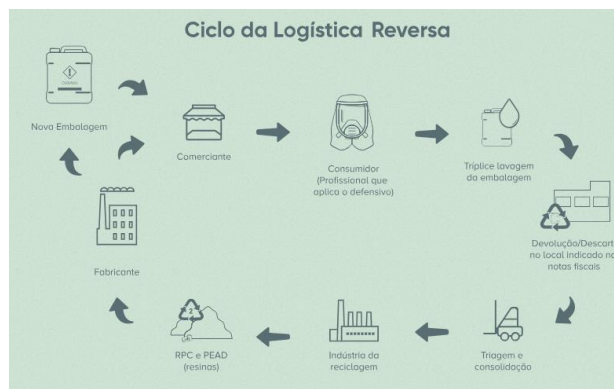 Ciclo da Logística Reversa
Nova Embalagem
Comerciante
Consumidor
(Profissional que
aplica o defensivo)
Tríplice lavagem
da embalagem
Devolução/Descart
no local indicado na
notas fiscais
Fabricante
2
RPC e PEAD
(resinas)
Indústria da
reciclagem
Triagem e
consolidação